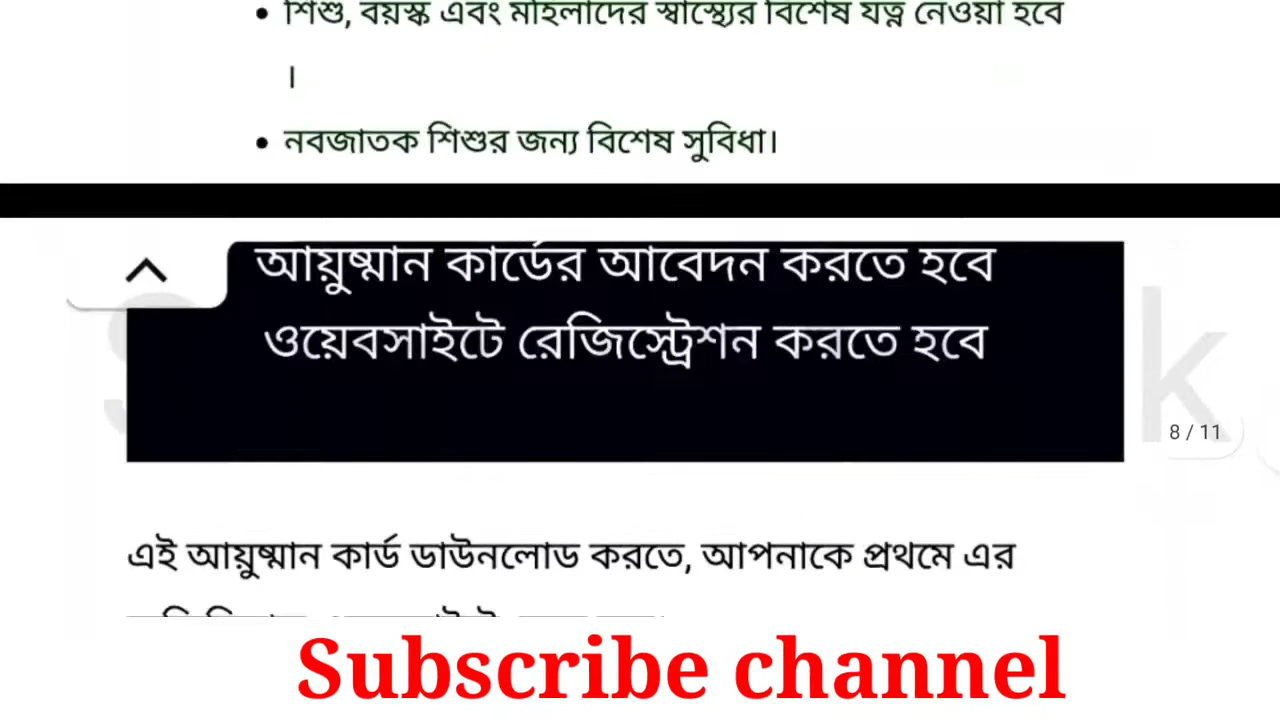 • শিশু, বয়স্ক এবং মহিলাদের স্বাস্থ্যের বিশেষ যত্ন নেওয়া হবে
।
• নবজাতক শিশুর জন্য বিশেষ সুবিধা।
আয়ুষ্মান কার্ডের আবেদন করতে হবে
ওয়েবসাইটে রেজিস্ট্রেশন করতে হবে
8 / 11
এই আয়ুষ্মান কার্ড ডাউনলোড করতে, আপনাকে প্রথমে এর
Subscribe channel